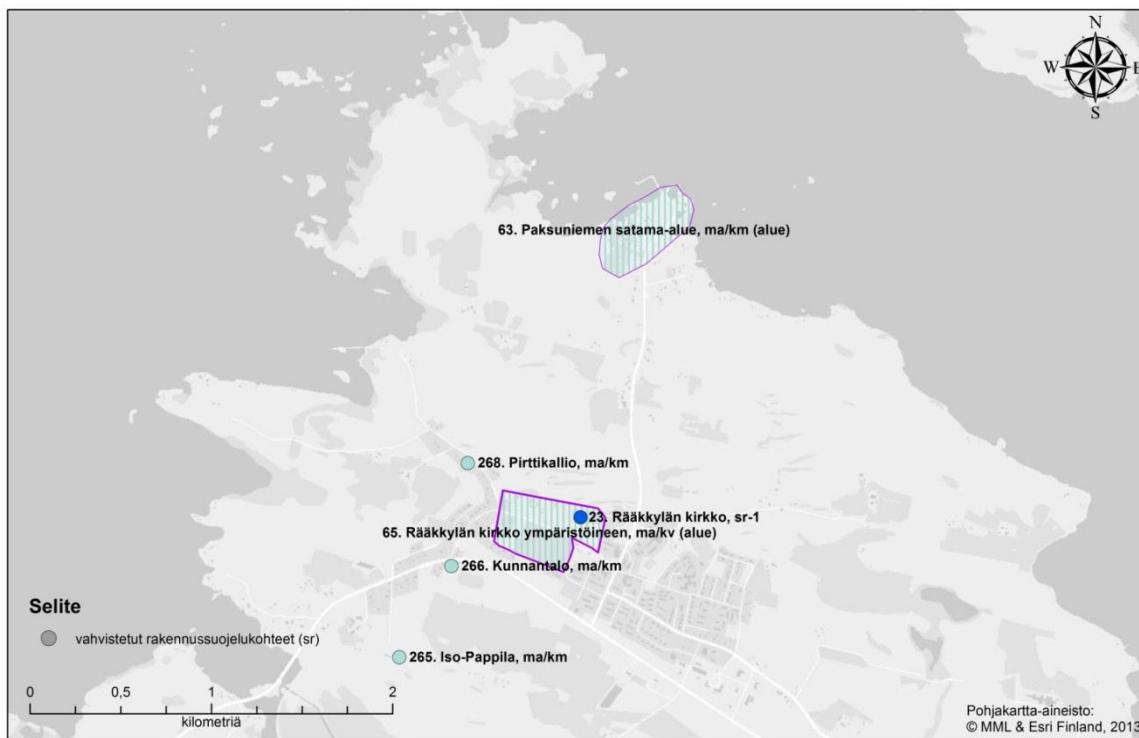 N
W E
S
63. Paksuniemen satama-alue, ma/km (alue)
268. Pirttikallio, ma/km
23. Rääkkylän kirkko, sr-1
65. Rääkkylän kirkko ympäristöineen, ma/kv (alue)
266. Kunnantalo, ma/km
265. Iso-Pappila, ma/km
Selite
vahvistetut rakennussuojelukohteet (sr)
0 0,5 1 2
kilometriä
Pohjakartta-aineisto:
© MML & Esri Finland, 2013